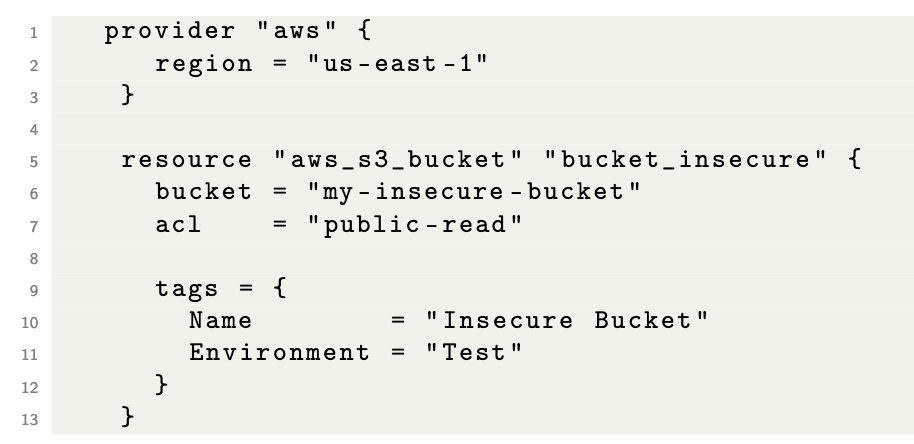 1 provider "aws" {
2 region = "us-east-1"
3 }
4
5 resource "aws_s3_bucket" "bucket_insecure" {
6 bucket = "my-insecure-bucket"
7 acl = "public-read"
8
9 tags = {
10 Name = "Insecure Bucket"
11 Environment = "Test"
12 }
13 }